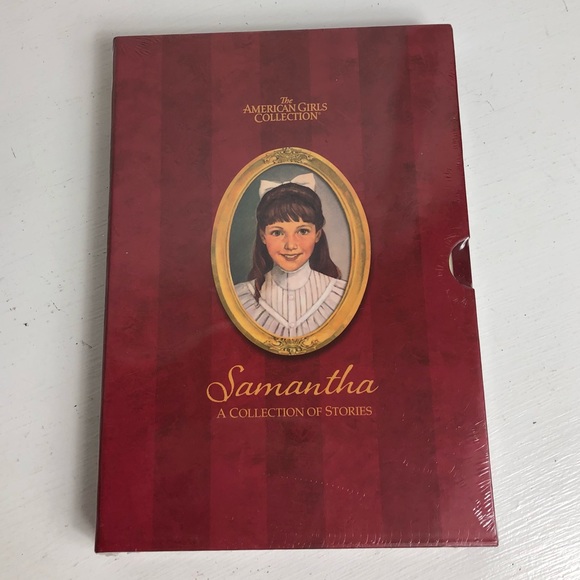 The
AMERICAN GIRLS
COLLECTION®
Samantha
A COLLECTION OF STORIES